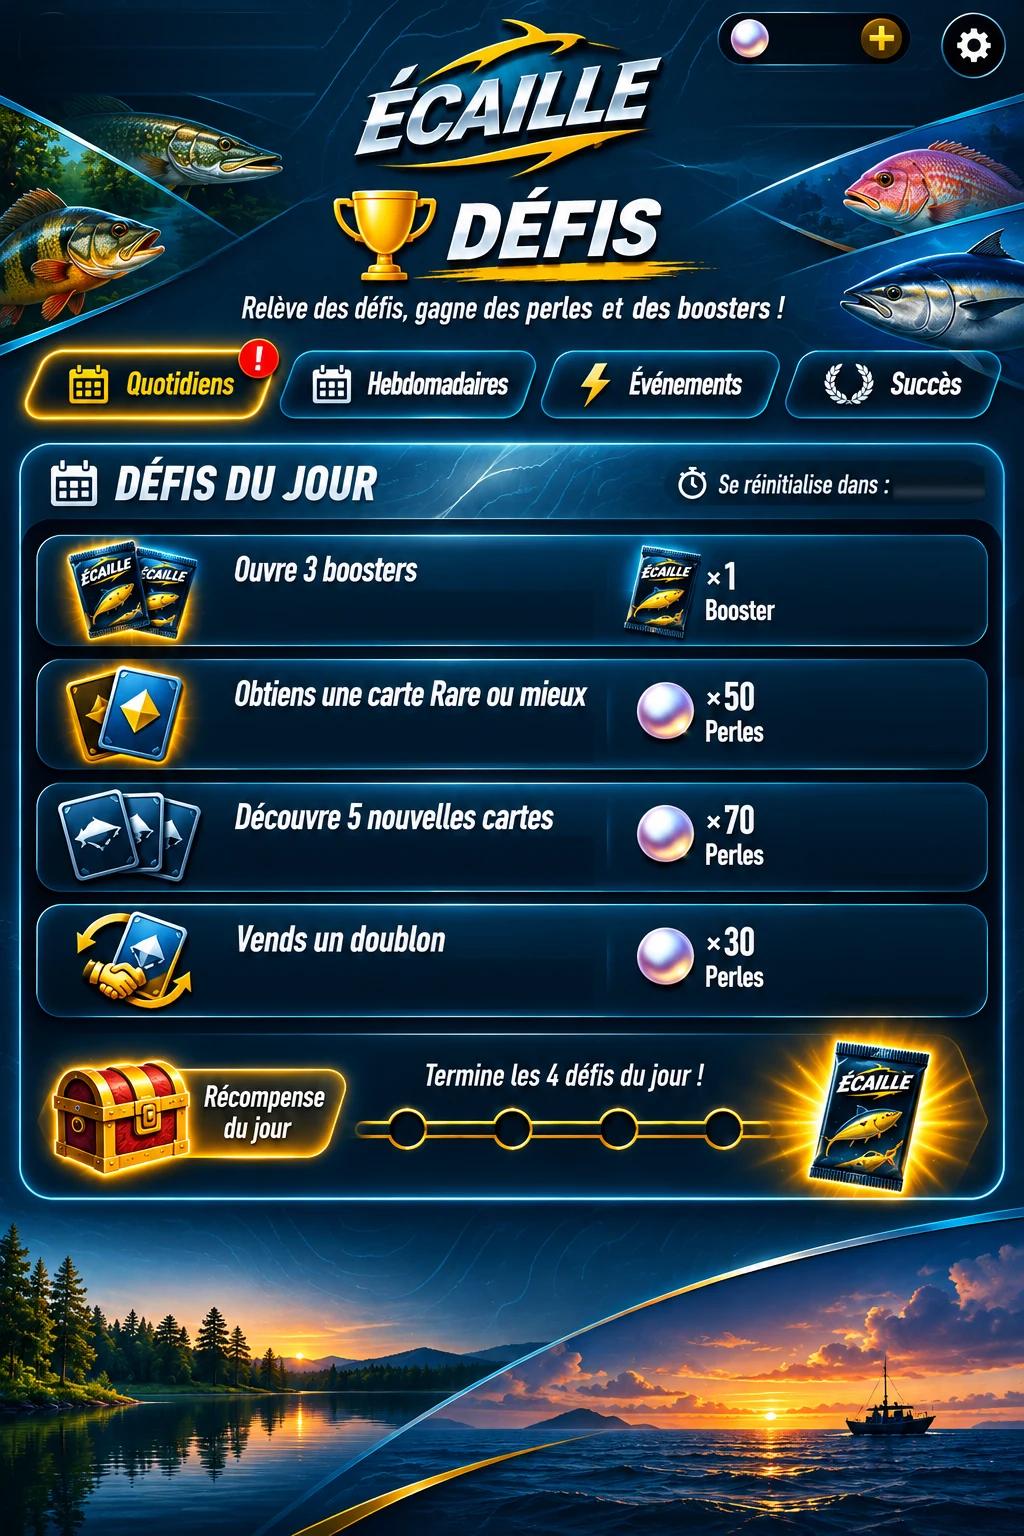 ÉCAILLE
DÉFIS
Relève des défis, gagne des perles et des boosters !
Quotidiens
!
Hebdomadaires
Événements
Succès
DÉFIS DU JOUR
Se réinitialise dans :
ÉCAILLE
ÉCAILLE
Ouvre 3 boosters
ÉCAILLE
×1
Booster
Obtiens une carte Rare ou mieux
×50
Perles
Découvre 5 nouvelles cartes
×70
Perles
Vends un doublon
×30
Perles
Récompense
du jour
Termine les 4 défis du jour !
ÉCAILLE